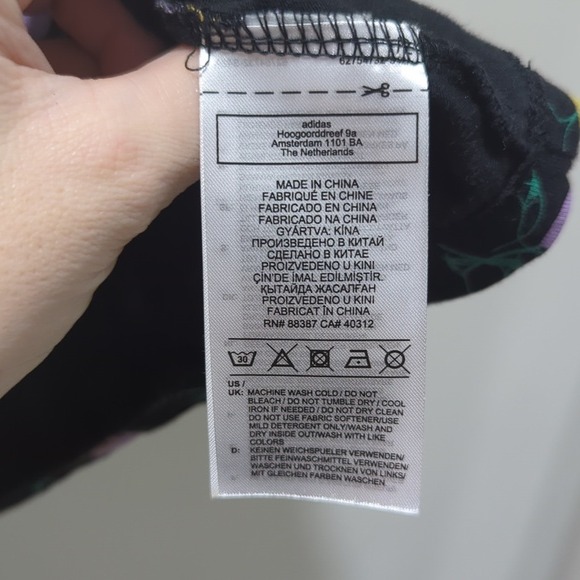 adidas
Hoogoorddreef 9a
Amsterdam 1101 BA
The Netherlands
MADE IN CHINA
FABRIQUÉ EN CHINE
FABRICADO EN CHINA
FABRICADO NA CHINA
GYÁRTVA: KÍNA
ПРОИЗВЕДЕНО В КИТАЙ
СДЕЛАНО В КИТАЕ
PROIZVEDENO U KINI
ÇİN'DE İMAL EDİLMİŞTİR.
ҚЫТАЙДА ЖАСАЛҒАН
PROIZVEDENO U KINI
FABRICAT ÎN CHINA
RN# 88387 CA# 40312
30
US /
UK: MACHINE WASH COLD / DO NOT
BLEACH / DO NOT TUMBLE DRY / COOL
IRON IF NEEDED / DO NOT DRY CLEAN
DO NOT USE FABRIC SOFTENER/USE
MILD DETERGENT ONLY/WASH AND
DRY INSIDE OUT/WASH WITH LIKE
COLORS
D: KEINEN WEICHSPUELER VERWENDEN/
BITTE FEINWASCHMITTEL VERWENDEN/
WASCHEN UND TROCKNEN VON LINKS/
MIT GLEICHEN FARBEN WASCHEN